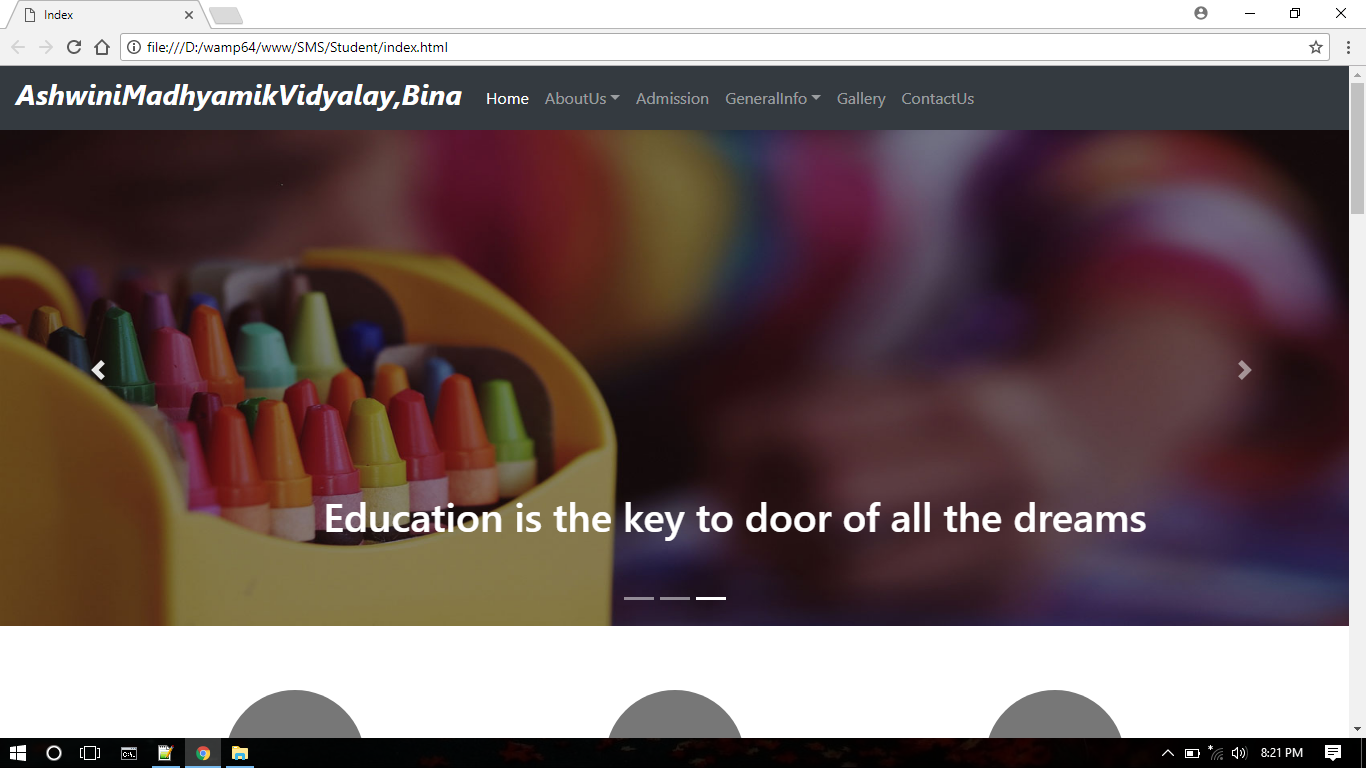 Index
file:///D:/wamp64/www/SMS/Student/index.html
AshwiniMadhyamikVidyalay,Bina Home AboutUs Admission GeneralInfo Gallery ContactUs
Education is the key to door of all the dreams
8:21 PM